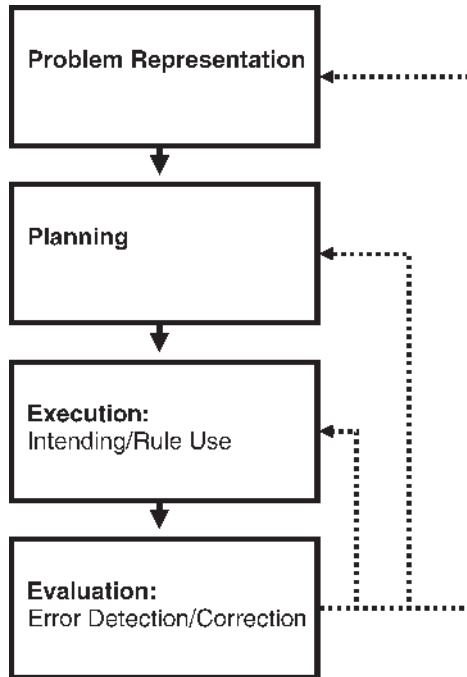 Problem Representation
Planning
Execution:
Intending/Rule Use
Evaluation:
Error Detection/Correction